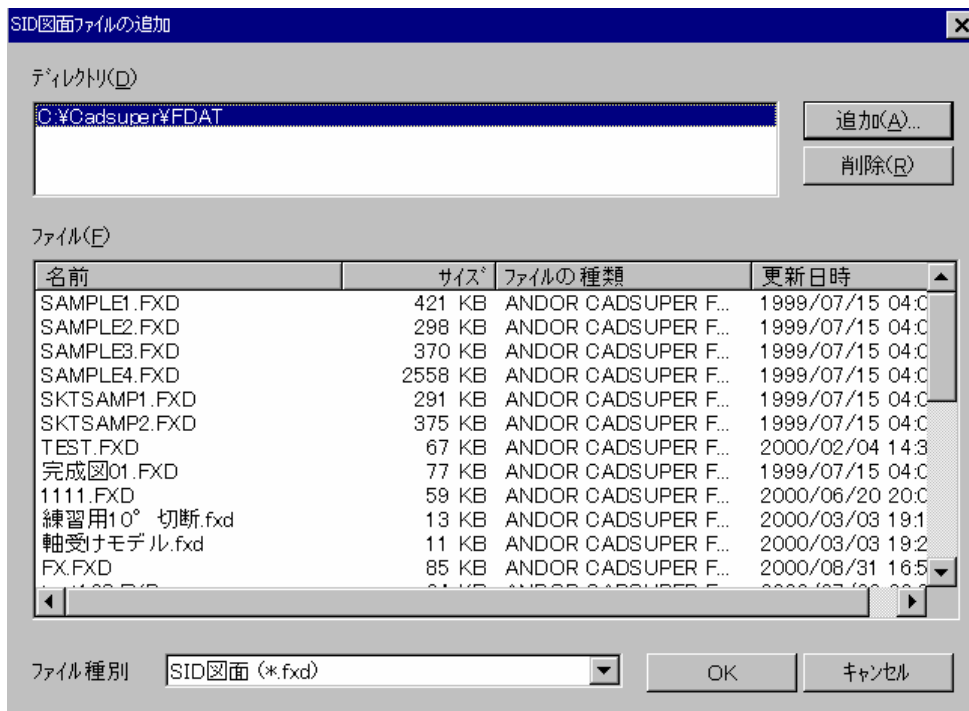 SID図面ﾌｧｲﾙの追加
ﾃﾞｨﾚｸﾄﾘ(D)
C:¥Cadsuper¥FDAT
追加(A)...
削除(R)
ﾌｧｲﾙ(F)
名前 ｻｲｽﾞ ﾌｧｲﾙの種類 更新日時
SAMPLE1.FXD 421 KB ANDOR CADSUPER F... 1999/07/15 04:0
SAMPLE2.FXD 298 KB ANDOR CADSUPER F... 1999/07/15 04:0
SAMPLE3.FXD 370 KB ANDOR CADSUPER F... 1999/07/15 04:0
SAMPLE4.FXD 2558 KB ANDOR CADSUPER F... 1999/07/15 04:0
SKTSAMP1.FXD 291 KB ANDOR CADSUPER F... 1999/07/15 04:0
SKTSAMP2.FXD 375 KB ANDOR CADSUPER F... 1999/07/15 04:0
TEST.FXD 67 KB ANDOR CADSUPER F... 2000/02/04 14:3
完成図01.FXD 77 KB ANDOR CADSUPER F... 1999/07/15 04:0
1111.FXD 59 KB ANDOR CADSUPER F... 2000/06/20 20:0
練習用10° 切断.fxd 13 KB ANDOR CADSUPER F... 2000/03/03 19:1
軸受けモデル.fxd 11 KB ANDOR CADSUPER F... 2000/03/03 19:2
FX.FXD 85 KB ANDOR CADSUPER F... 2000/08/31 16:5
ﾌｧｲﾙ種別 SID図面 (*.fxd) OK ｷｬﾝｾﾙ